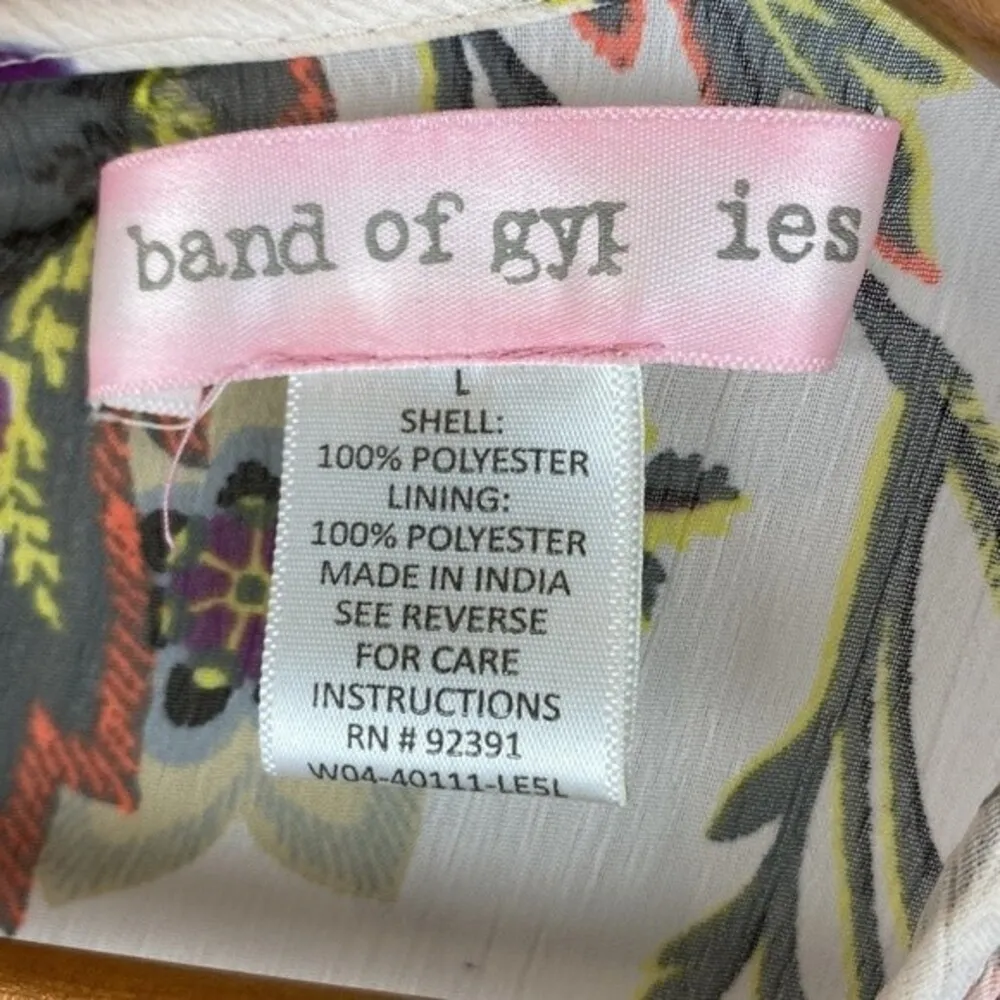 band of gyp ies
L
SHELL:
100% POLYESTER
LINING:
100% POLYESTER
MADE IN INDIA
SEE REVERSE
FOR CARE
INSTRUCTIONS
RN # 92391
W04-40111-LE5L